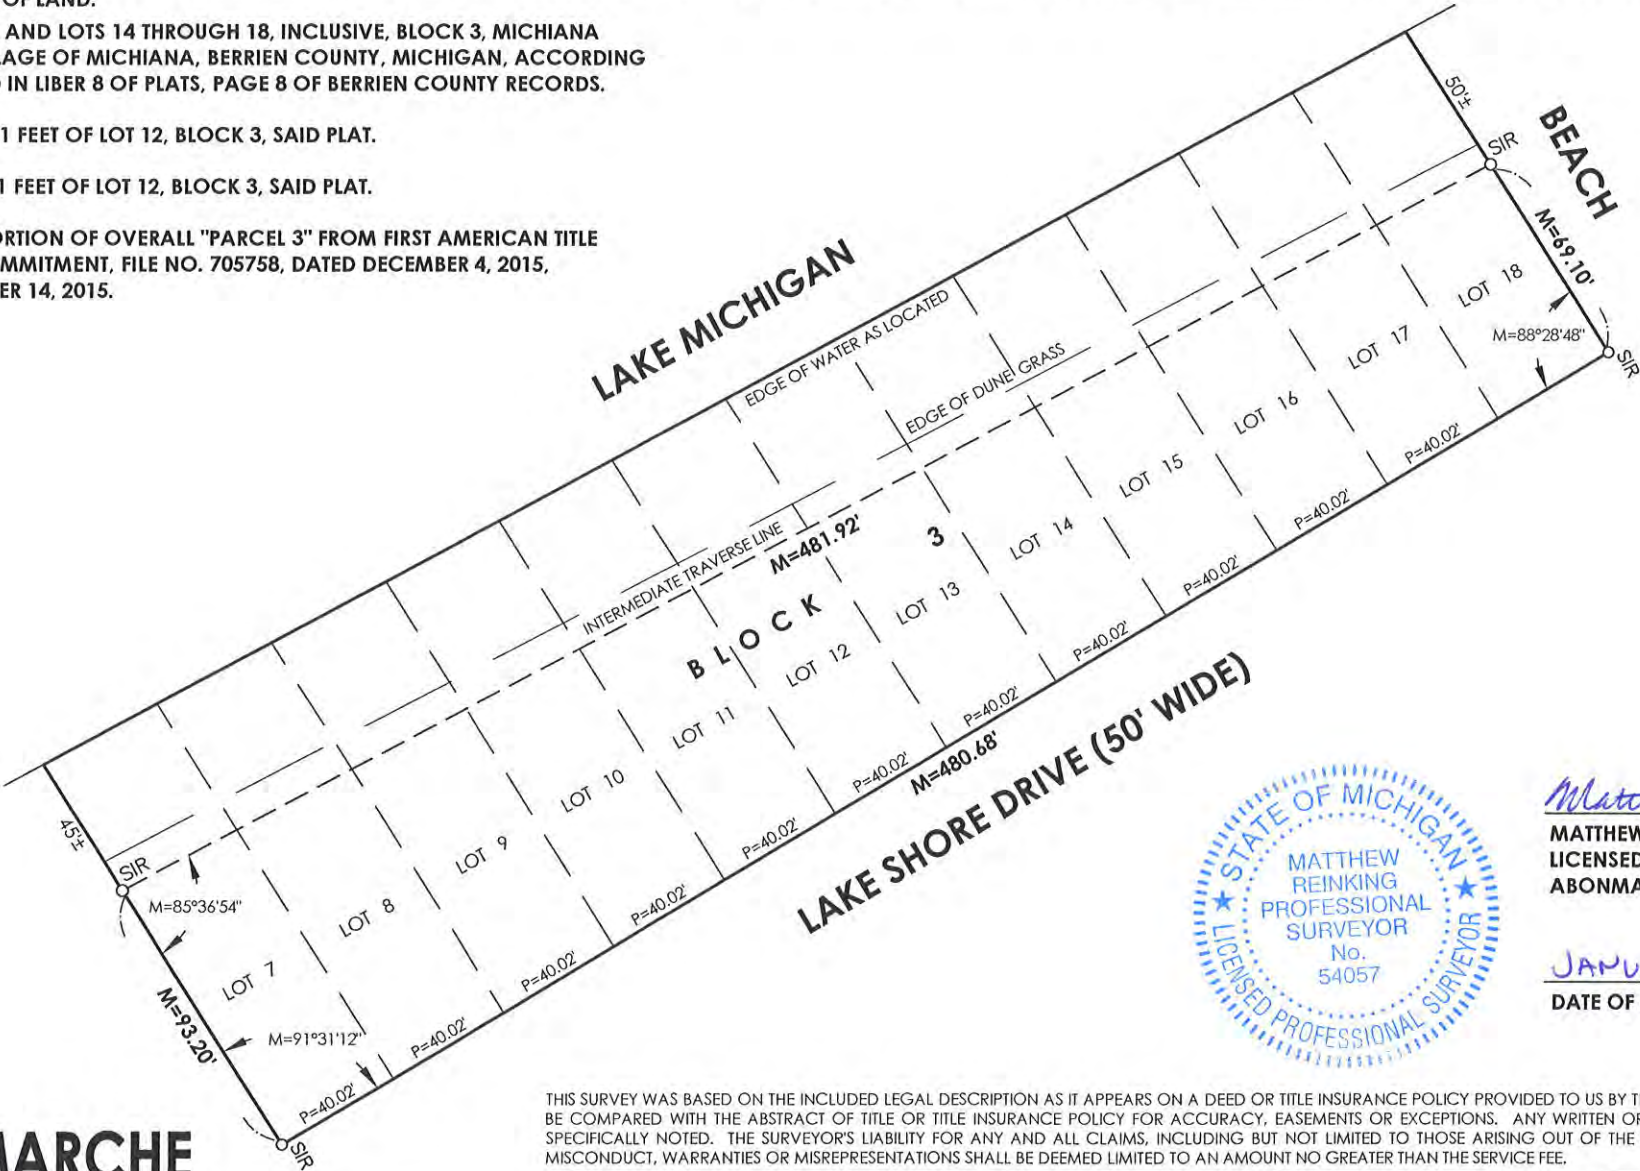 OF LAND.
AND LOTS 14 THROUGH 18, INCLUSIVE, BLOCK 3, MICHIANA
LAGE OF MICHIANA, BERRIEN COUNTY, MICHIGAN, ACCORDING
IN LIBER 8 OF PLATS, PAGE 8 OF BERRIEN COUNTY RECORDS.
1 FEET OF LOT 12, BLOCK 3, SAID PLAT.
1 FEET OF LOT 12, BLOCK 3, SAID PLAT.
RTION OF OVERALL "PARCEL 3" FROM FIRST AMERICAN TITLE
MMITMENT, FILE NO. 705758, DATED DECEMBER 4, 2015,
ER 14, 2015.
50'±
SIR
BEACH
M=69.10'
LAKE MICHIGAN
EDGE OF WATER AS LOCATED
EDGE OF DUNE GRASS
INTERMEDIATE TRAVERSE LINE
M=481.92'
BLOCK 3
LOT 18
LOT 17
LOT 16
LOT 15
LOT 14
LOT 13
LOT 12
LOT 11
LOT 10
LOT 9
LOT 8
LOT 7
M=88°28'48"
SIR
P=40.02'
P=40.02'
P=40.02'
P=40.02'
P=40.02'
P=40.02'
P=40.02'
P=40.02'
P=40.02'
P=40.02'
P=40.02'
P=40.02'
M=480.68'
LAKE SHORE DRIVE (50' WIDE)
45'±
SIR
M=85°36'54"
M=93.20'
M=91°31'12"
SIR
STATE OF MICHIGAN
LICENSED PROFESSIONAL SURVEYOR
MATTHEW
REINKING
PROFESSIONAL
SURVEYOR
No.
54057
Matt
MATTHEW
LICENSED
ABONMA
JANU
DATE OF
MARCHE
THIS SURVEY WAS BASED ON THE INCLUDED LEGAL DESCRIPTION AS IT APPEARS ON A DEED OR TITLE INSURANCE POLICY PROVIDED TO US BY T
BE COMPARED WITH THE ABSTRACT OF TITLE OR TITLE INSURANCE POLICY FOR ACCURACY, EASEMENTS OR EXCEPTIONS. ANY WRITTEN OR
SPECIFICALLY NOTED. THE SURVEYOR'S LIABILITY FOR ANY AND ALL CLAIMS, INCLUDING BUT NOT LIMITED TO THOSE ARISING OUT OF THE
MISCONDUCT, WARRANTIES OR MISREPRESENTATIONS SHALL BE DEEMED LIMITED TO AN AMOUNT NO GREATER THAN THE SERVICE FEE.